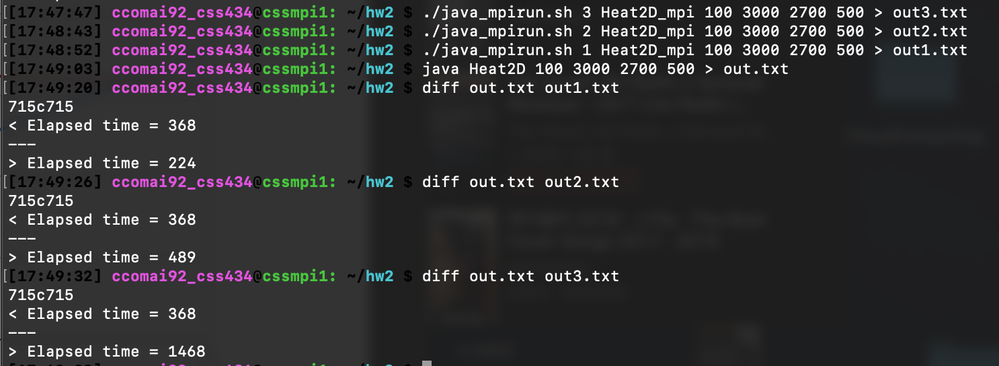 [[17:47:47] ccomai92_css434@cssmpi1: ~/hw2 $ ./java_mpirun.sh 3 Heat2D_mpi 100 3000 2700 500 > out3.txt
[[17:48:43] ccomai92_css434@cssmpi1: ~/hw2 $ ./java_mpirun.sh 2 Heat2D_mpi 100 3000 2700 500 > out2.txt
[[17:48:52] ccomai92_css434@cssmpi1: ~/hw2 $ ./java_mpirun.sh 1 Heat2D_mpi 100 3000 2700 500 > out1.txt
[[17:49:03] ccomai92_css434@cssmpi1: ~/hw2 $ java Heat2D 100 3000 2700 500 > out.txt
[[17:49:20] ccomai92_css434@cssmpi1: ~/hw2 $ diff out.txt out1.txt
715c715
< Elapsed time = 368
---
> Elapsed time = 224
[[17:49:26] ccomai92_css434@cssmpi1: ~/hw2 $ diff out.txt out2.txt
715c715
< Elapsed time = 368
---
> Elapsed time = 489
[[17:49:32] ccomai92_css434@cssmpi1: ~/hw2 $ diff out.txt out3.txt
715c715
< Elapsed time = 368
---
> Elapsed time = 1468